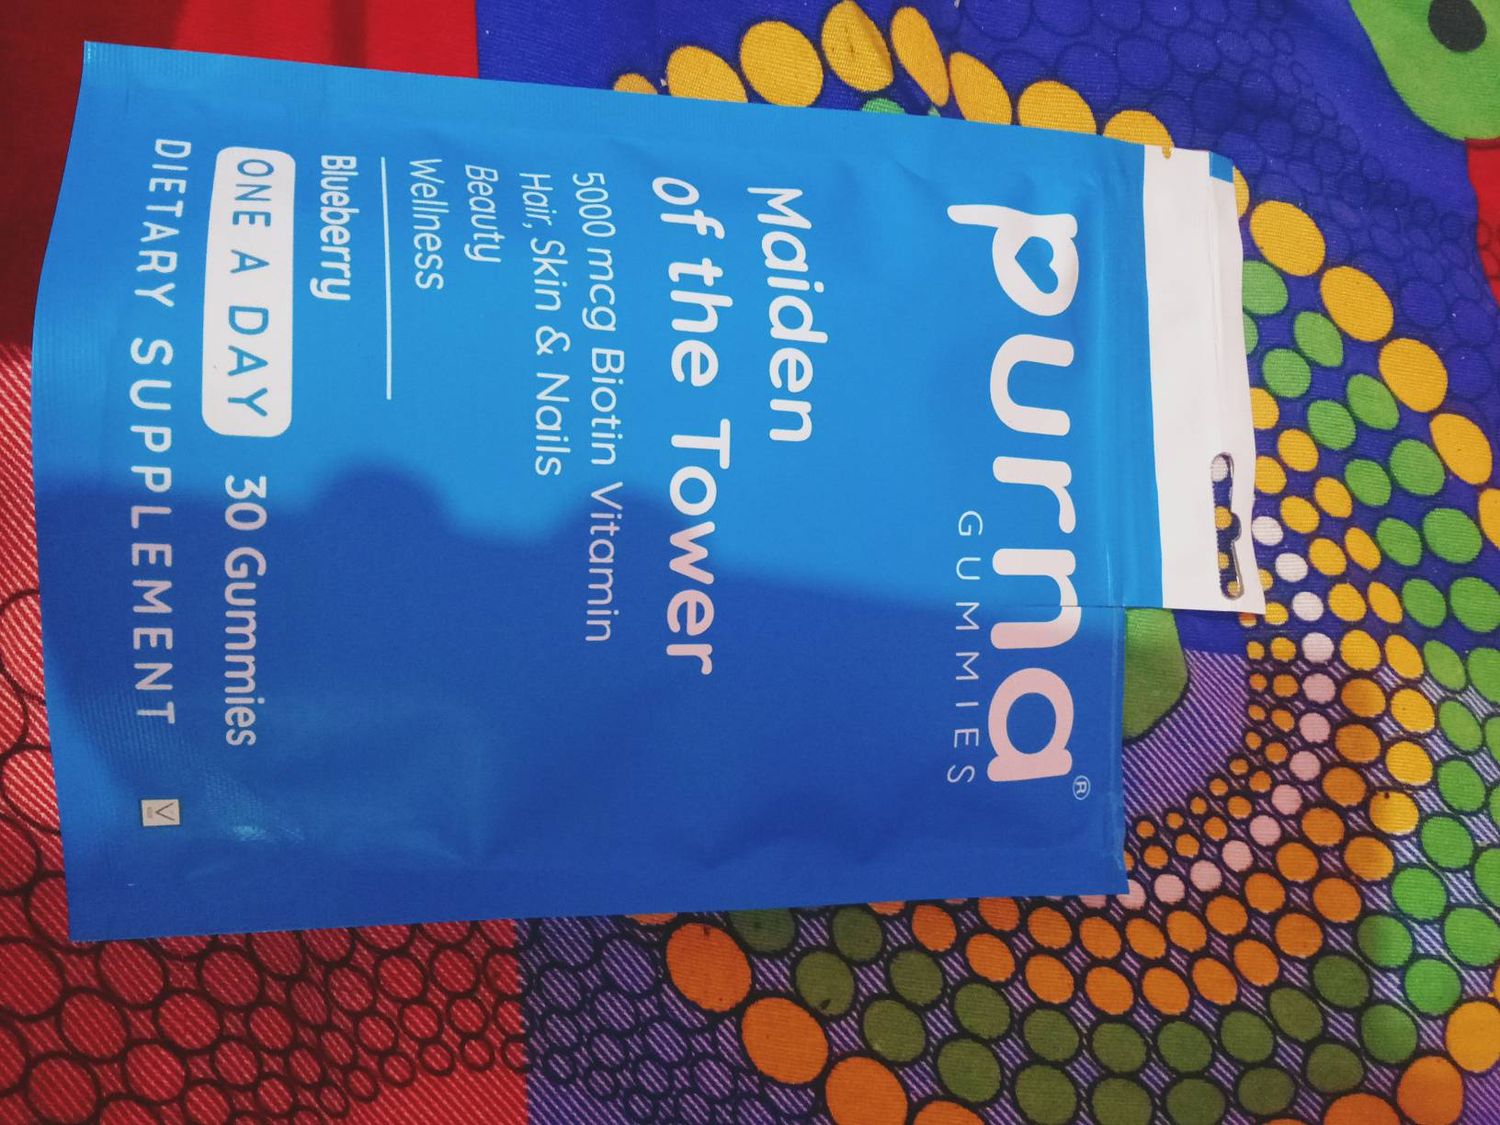 purna®
GUMMIES
Maiden
of the Tower
5000 mcg Biotin Vitamin
Hair, Skin & Nails
Beauty
Wellness
Blueberry
ONE A DAY 30 Gummies
DIETARY SUPPLEMENT
V